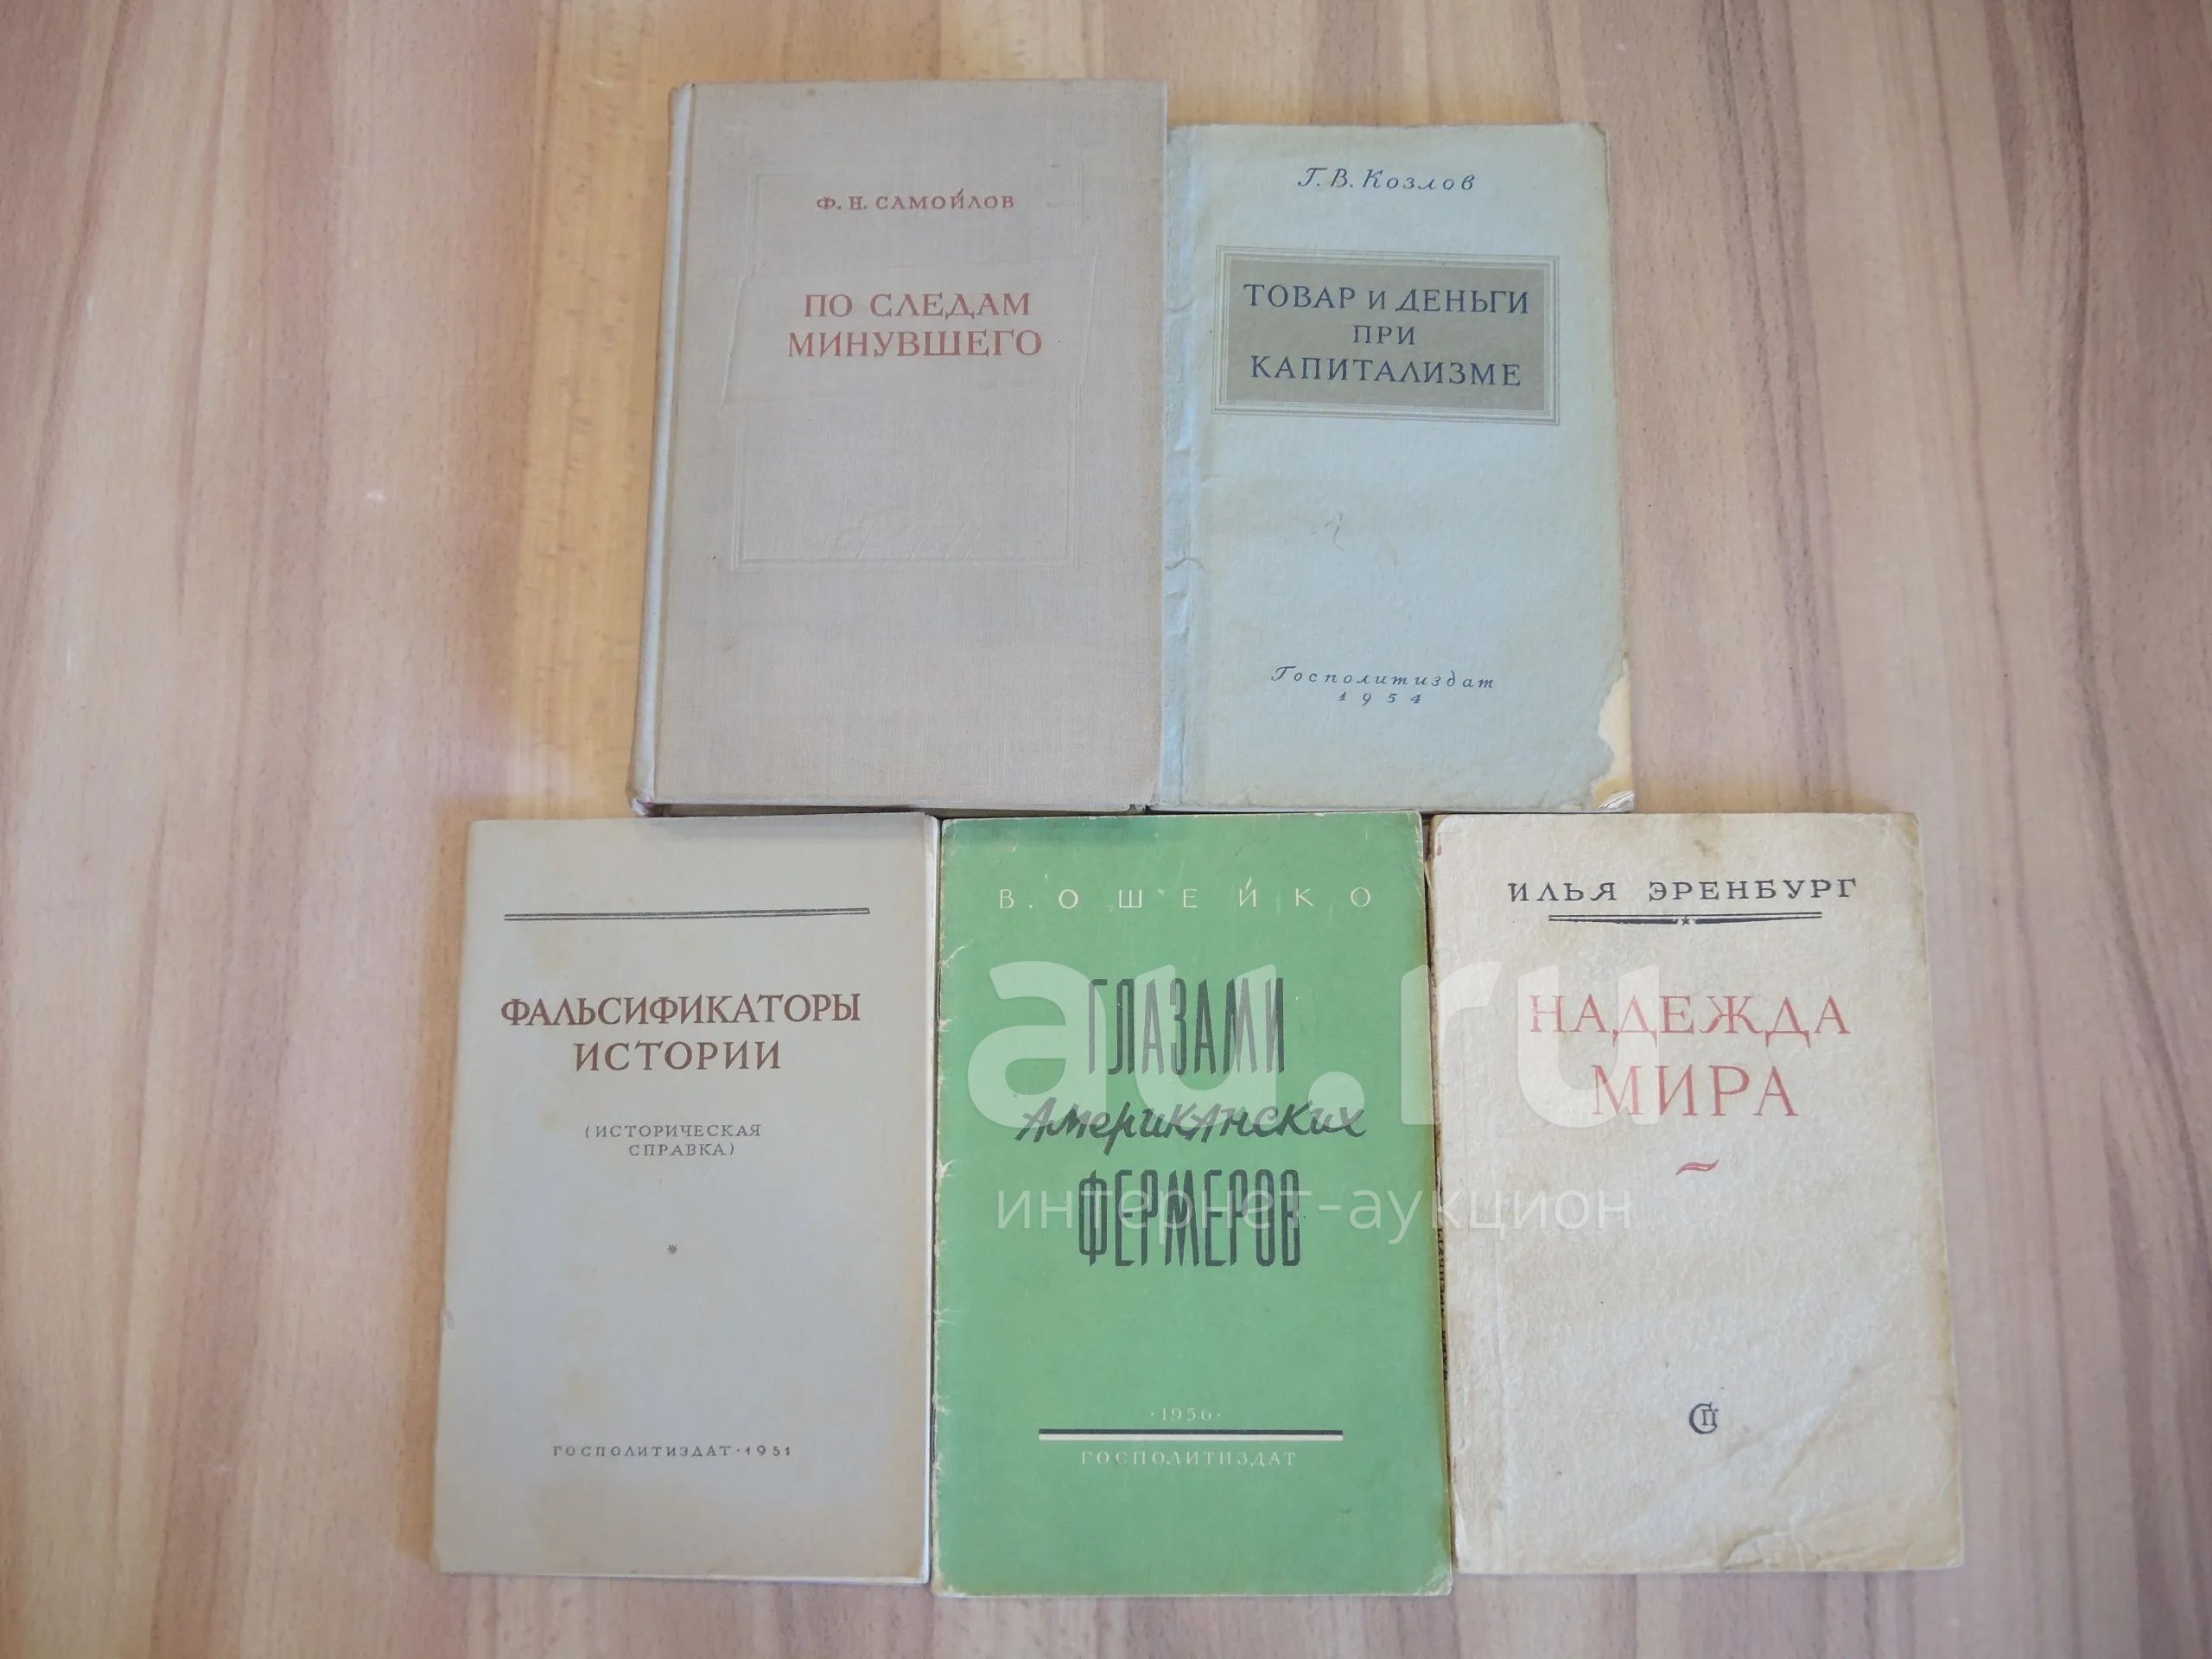 Ф. Н. САМОЙЛОВ
ПО СЛЕДАМ
МИНУВШЕГО
Г. В. Козлов
ТОВАР И ДЕНЬГИ
ПРИ
КАПИТАЛИЗМЕ
Госполитиздат
1954
ФАЛЬСИФИКАТОРЫ
ИСТОРИИ
(ИСТОРИЧЕСКАЯ
СПРАВКА)
ГОСПОЛИТИЗДАТ · 1951
В. ОШЕЙКО
ГЛАЗАМИ
АМЕРИКАНСКИХ
ФЕРМЕРОВ
· 1956 ·
ГОСПОЛИТИЗДАТ
ИЛЬЯ ЭРЕНБУРГ
НАДЕЖДА
МИРА
СП
au.ru
интернет-аукцион